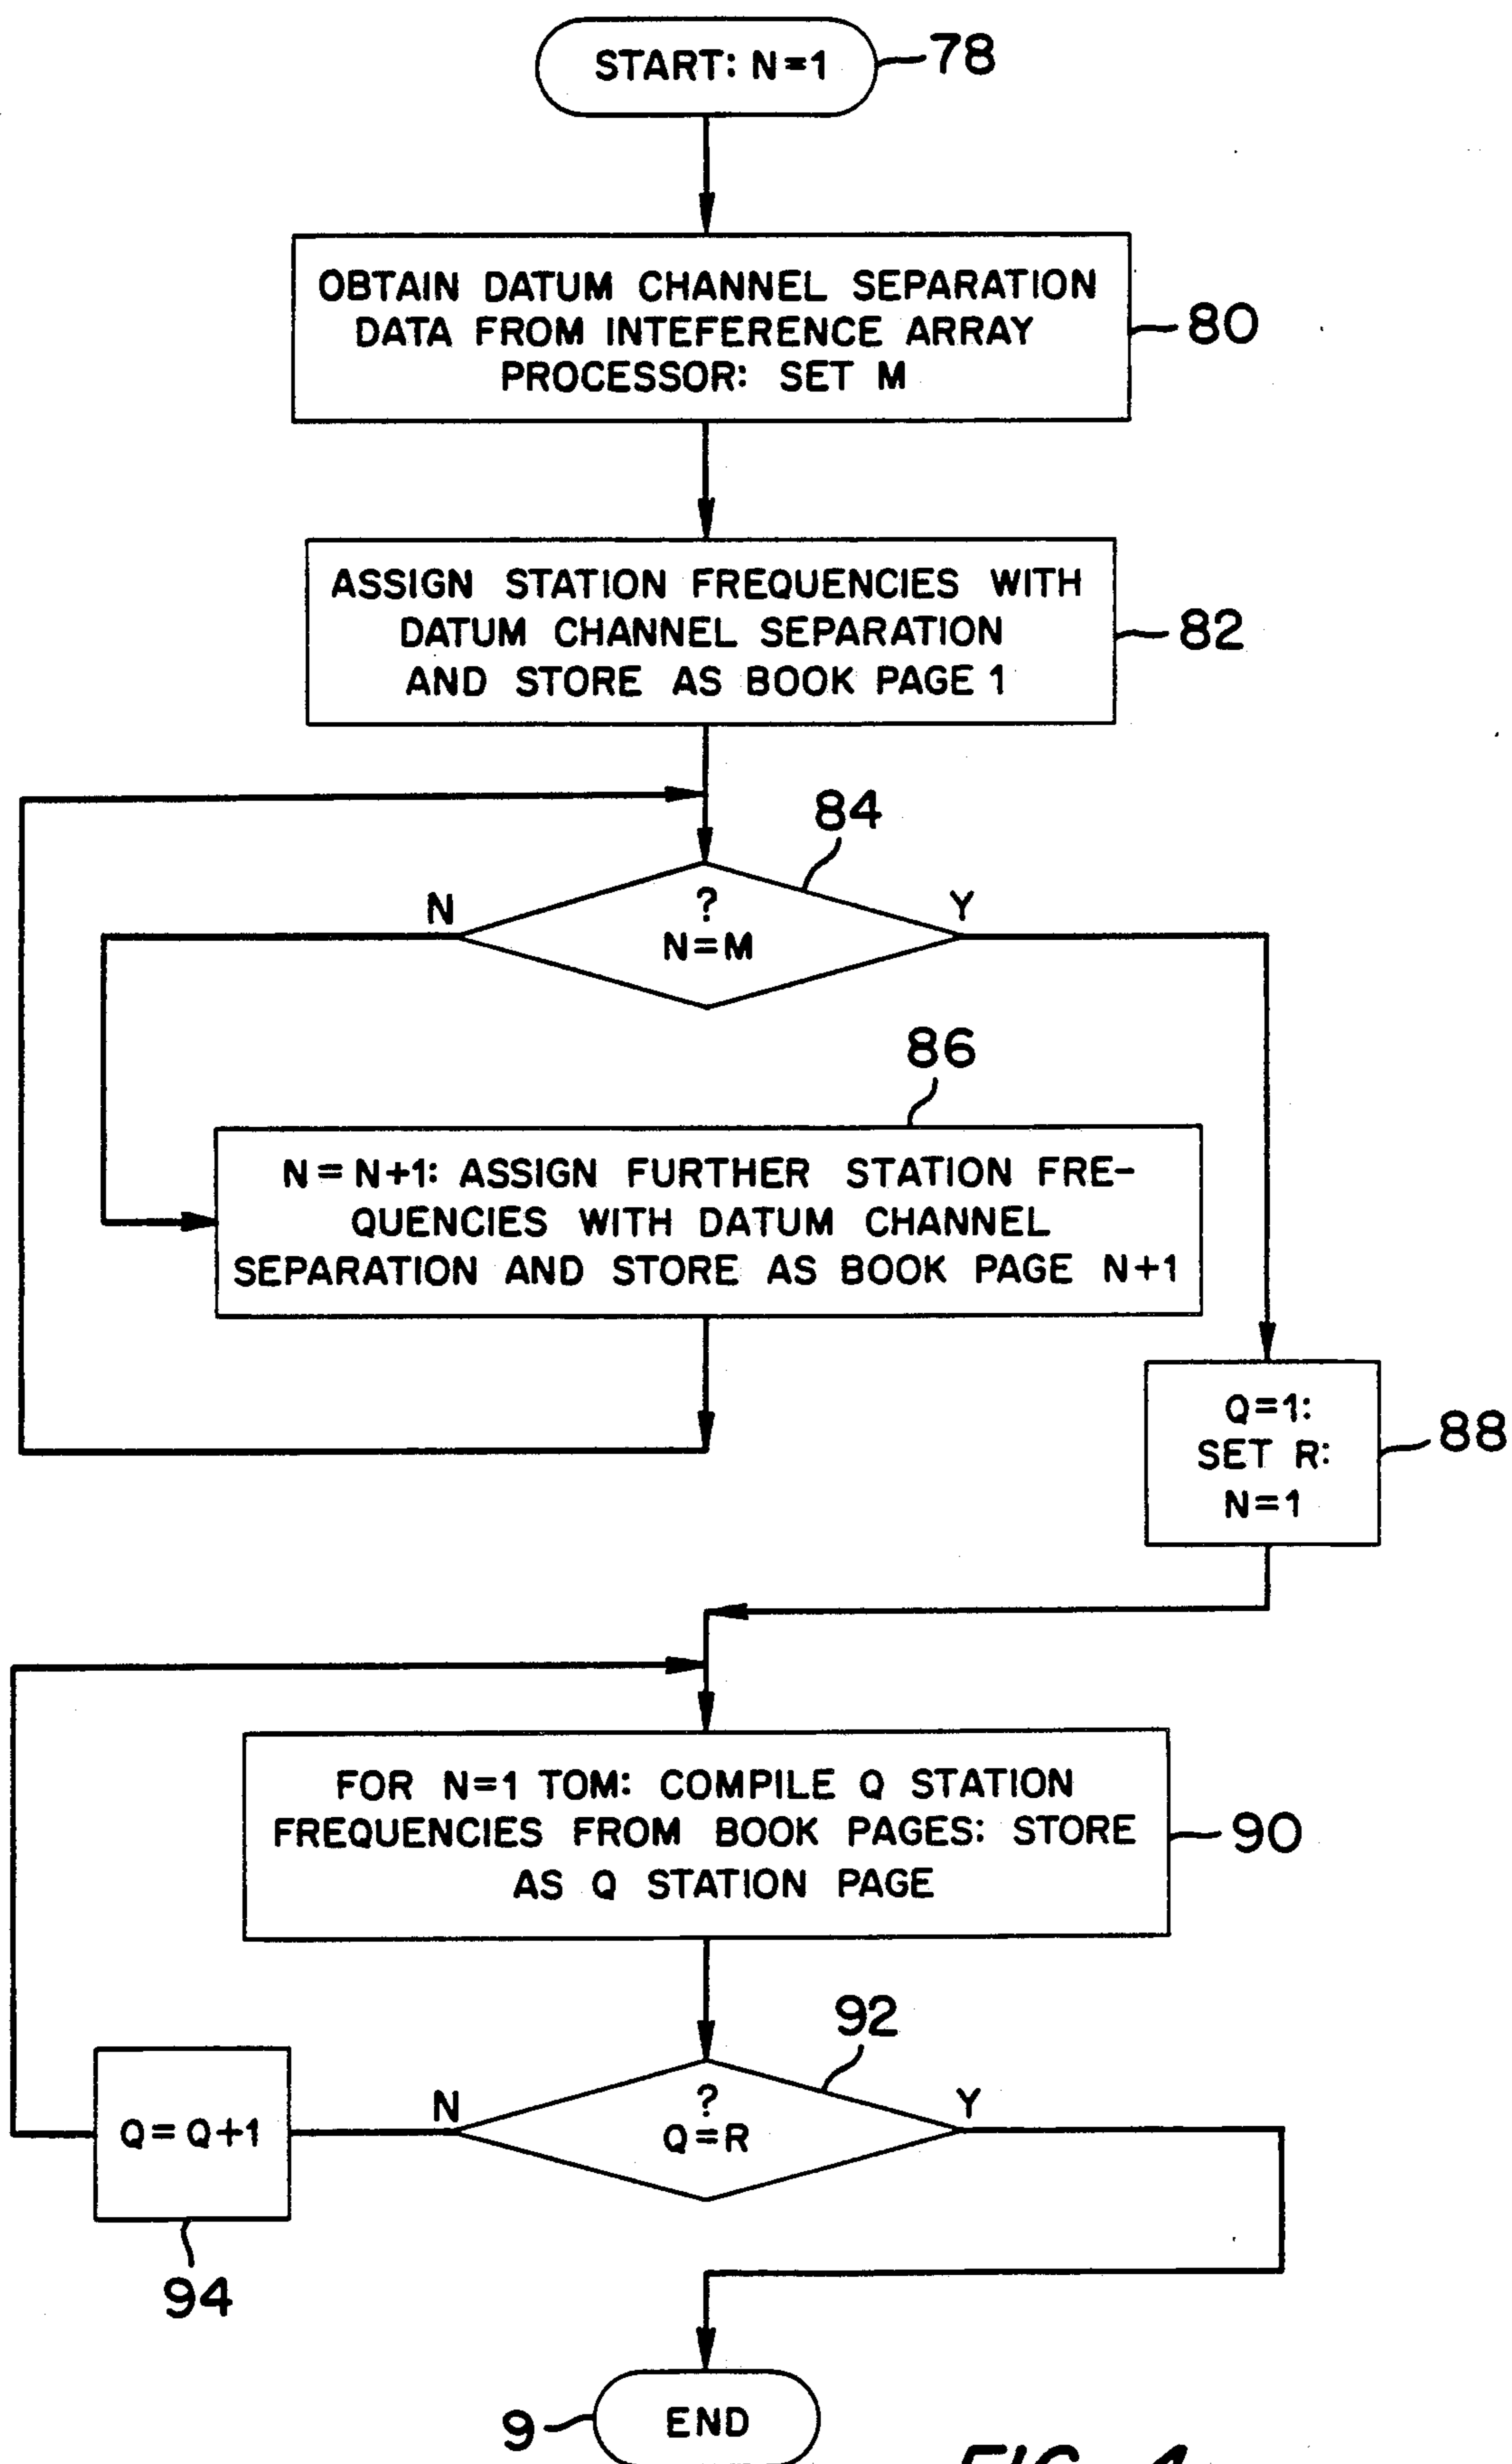 START: N=1
78
OBTAIN DATUM CHANNEL SEPARATION
DATA FROM INTEFERENCE ARRAY
PROCESSOR: SET M
80
ASSIGN STATION FREQUENCIES WITH
DATUM CHANNEL SEPARATION
AND STORE AS BOOK PAGE 1
82
84
N
?
N=M
Y
86
N=N+1: ASSIGN FURTHER STATION FRE-
QUENCIES WITH DATUM CHANNEL
SEPARATION AND STORE AS BOOK PAGE N+1
Q=1:
SET R:
N=1
88
FOR N=1 TOM: COMPILE Q STATION
FREQUENCIES FROM BOOK PAGES: STORE
AS Q STATION PAGE
90
92
N
?
Q=R
Y
Q=Q+1
94
9
END
FIG. 4